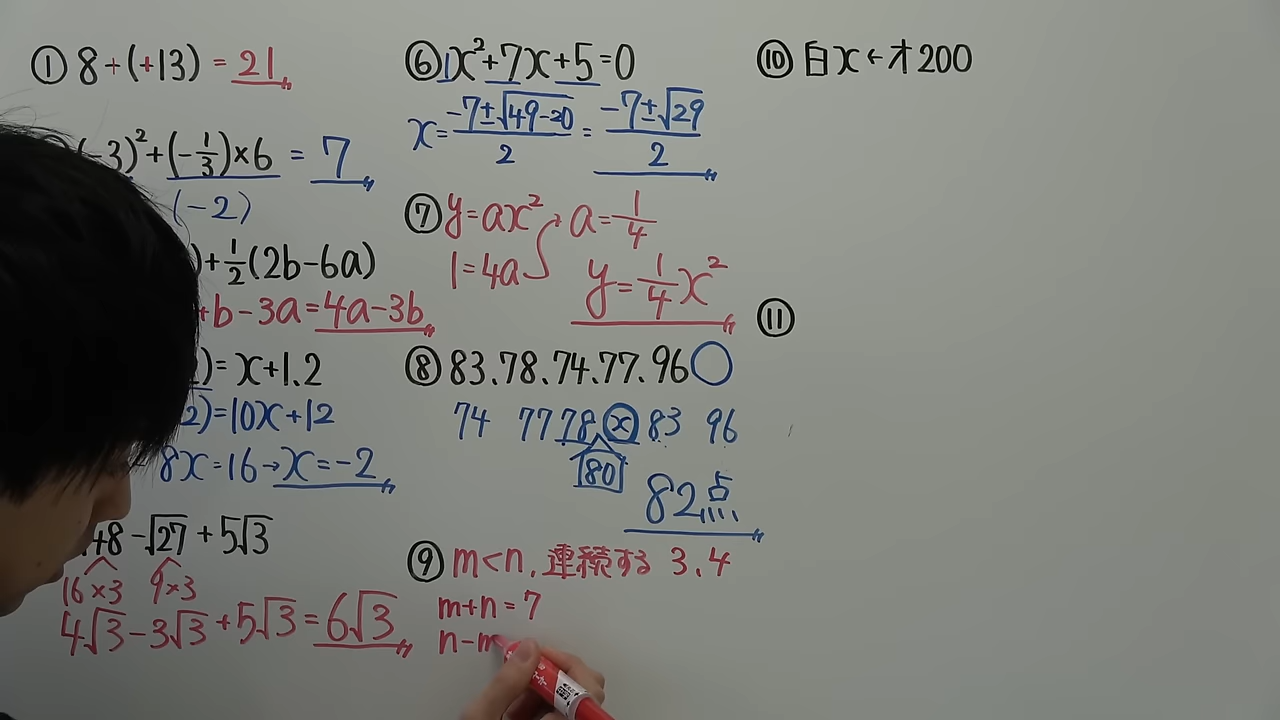 ① 8+(+13) = 21
-3)²+(-1/3)×6 = 7
(-2)
)+1/2(2b-6a)
+b-3a=4a-3b
)=x+1.2
2)=10x+12
8x=16→x=-2
+8-√27+5√3
16×3 9×3
4√3-3√3+5√3=6√3
⑥ 1x²+7x+5=0
x=(-7±√49-20)/2=(-7±√29)/2
⑦ y=ax² → a=1/4
1=4a
y=1/4x²
⑧ 83.78.74.77.96○
74 77 78 ⓧ 83 96
80
82点
⑨ m<n.連続する 3.4
m+n=7
n-m
⑩ 白x←オ200
⑪